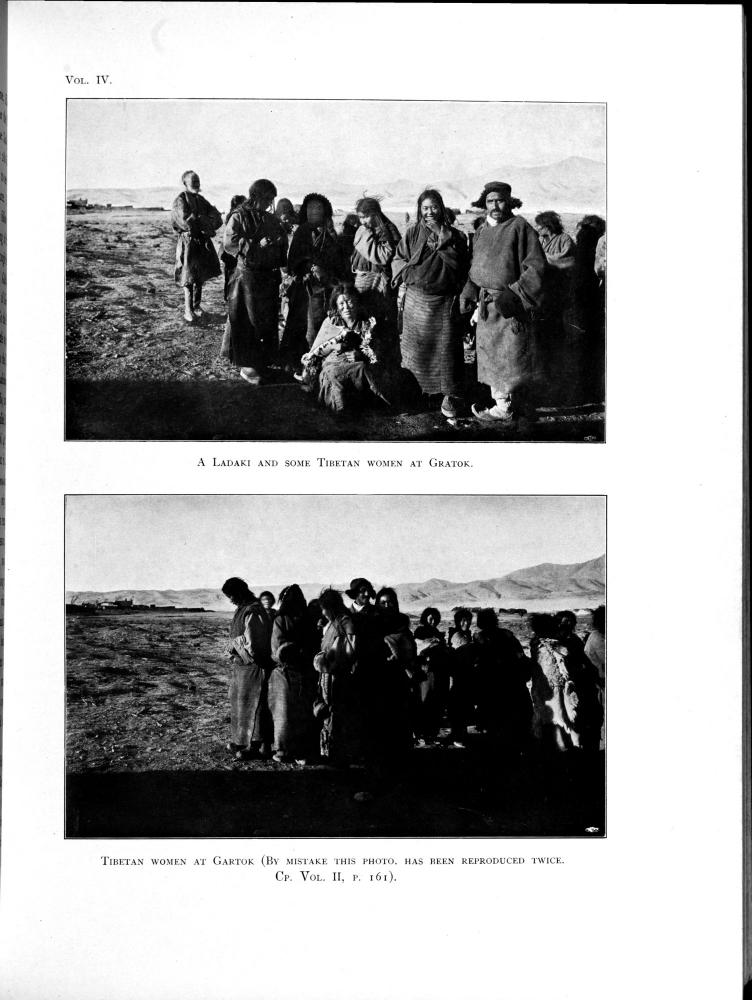 VOL. IV.
A LADAKI AND SOME TIBETAN WOMEN AT GRATOK.
TIBETAN WOMEN AT GARTOK (BY MISTAKE THIS PHOTO. HAS BEEN REPRODUCED TWICE.
CP. VOL. II, P. 161).